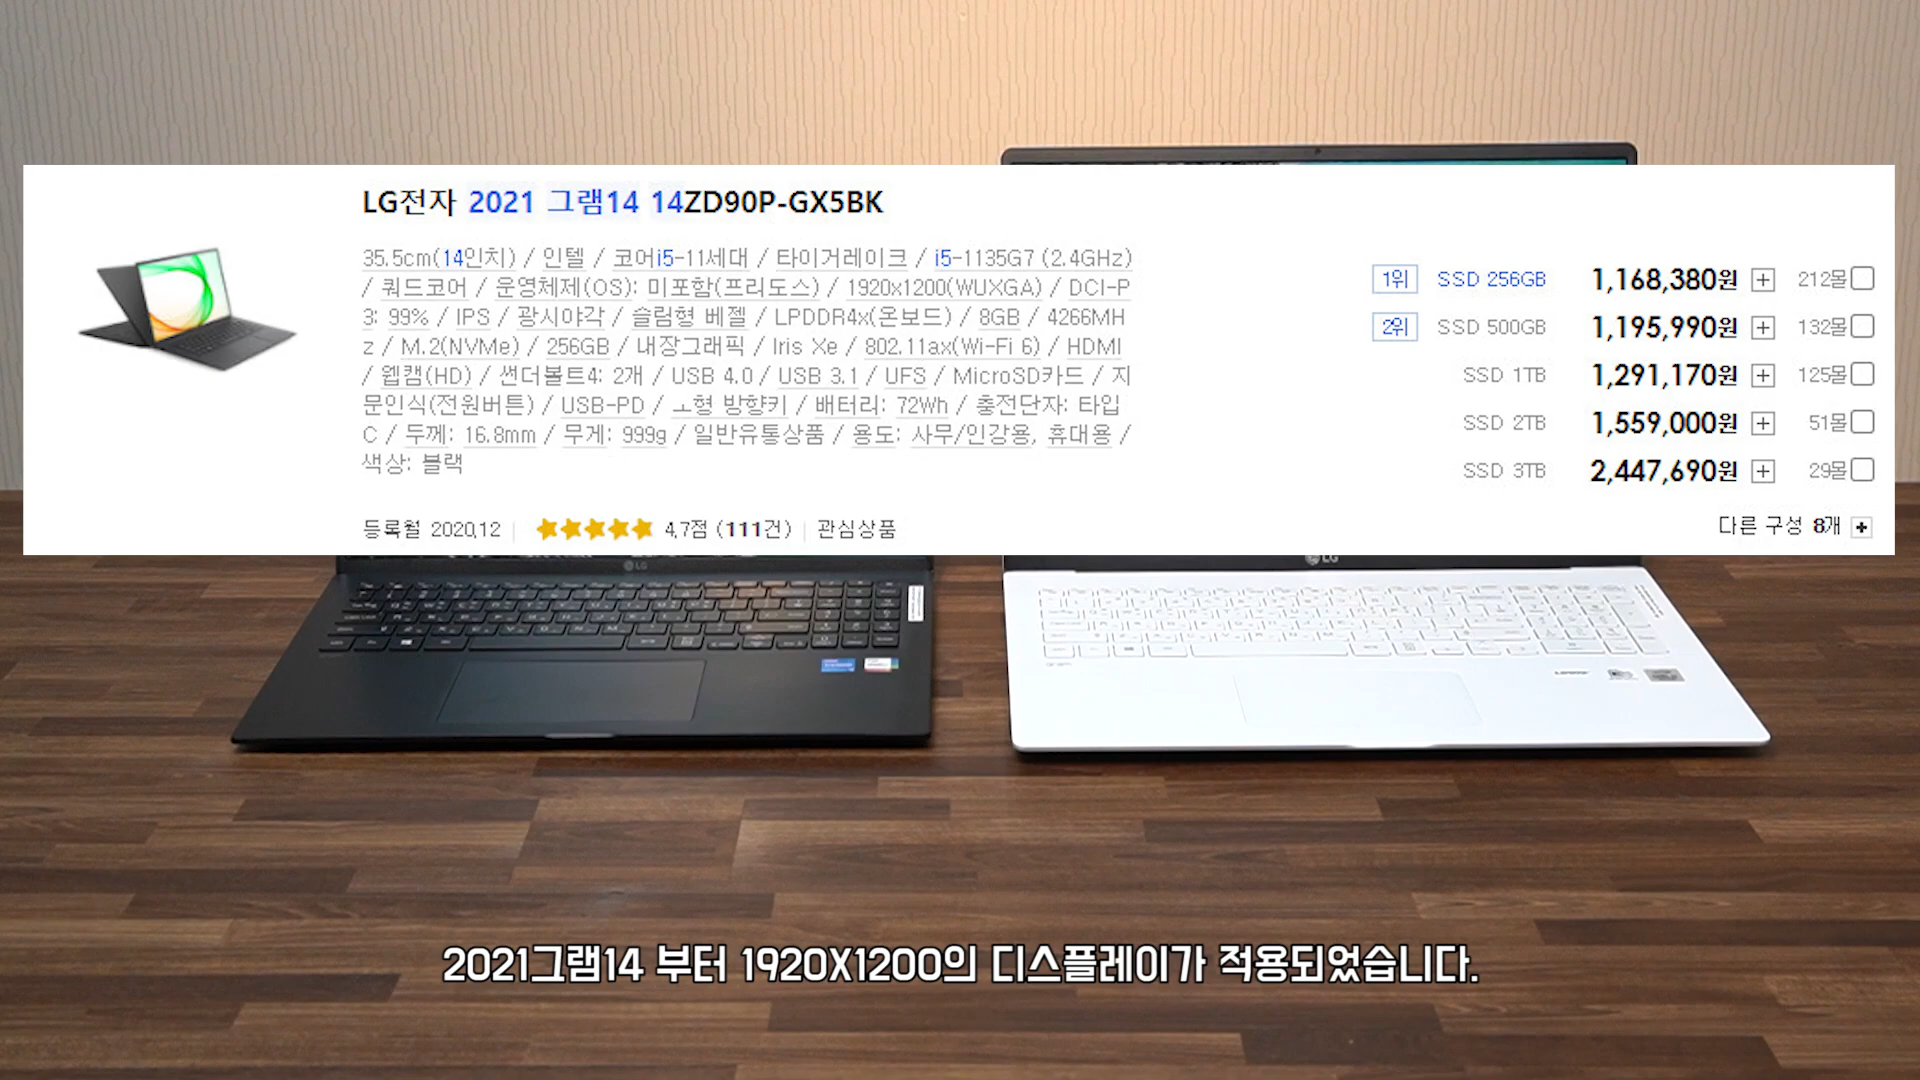 LG전자 2021 그램14 14ZD90P-GX5BK
35.5cm(14인치) / 인텔 / 코어i5-11세대 / 타이거레이크 / i5-1135G7 (2.4GHz)
/ 쿼드코어 / 운영체제(OS): 미포함(프리도스) / 1920x1200(WUXGA) / DCI-P
3: 99% / IPS / 광시야각 / 슬림형 베젤 / LPDDR4x(온보드) / 8GB / 4266MH
z / M.2(NVMe) / 256GB / 내장그래픽 / Iris Xe / 802.11ax(Wi-Fi 6) / HDMI
/ 웹캠(HD) / 썬더볼트4: 2개 / USB 4.0 / USB 3.1 / UFS / MicroSD카드 / 지
문인식(전원버튼) / USB-PD / ㅗ형 방향키 / 배터리: 72Wh / 충전단자: 타입
C / 두께: 16.8mm / 무게: 999g / 일반유통상품 / 용도: 사무/인강용, 휴대용 /
색상: 블랙
등록월 2020.12 | 4.7점 (111건) | 관심상품
1위 SSD 256GB 1,168,380원 + 212몰
2위 SSD 500GB 1,195,990원 + 132몰
SSD 1TB 1,291,170원 + 125몰
SSD 2TB 1,559,000원 + 51몰
SSD 3TB 2,447,690원 + 29몰
다른 구성 8개 +
LG
LG
2021그램14 부터 1920X1200의 디스플레이가 적용되었습니다.